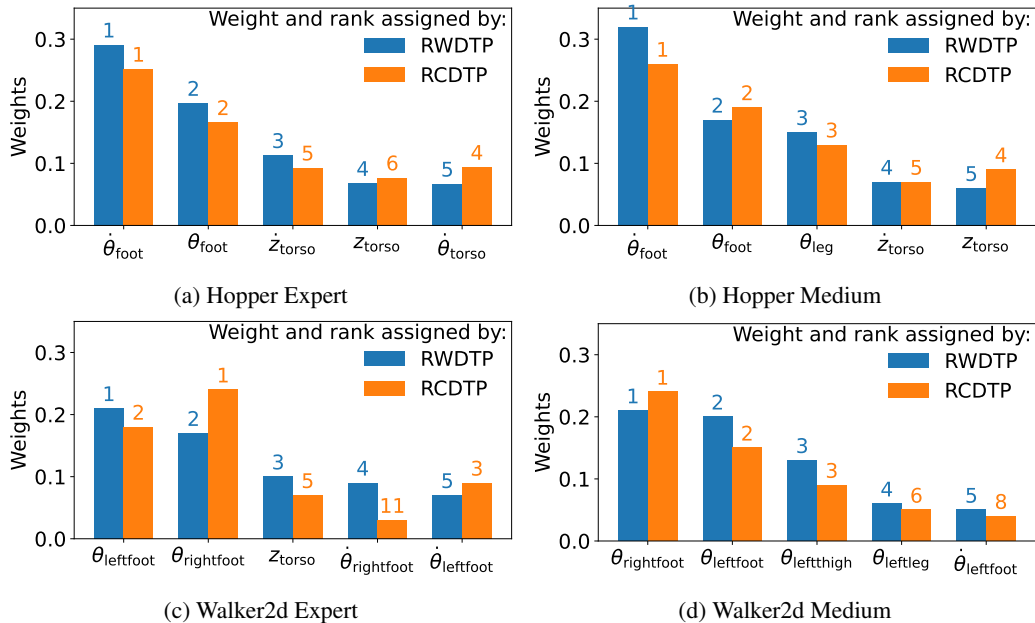 Weight and rank assigned by:
RWDTP
RCDTP
Weights
0.3
0.2
0.1
0.0
1 1 2 2 3 5 4 6 5 4
θ̇foot θfoot żtorso ztorso θ̇torso
(a) Hopper Expert
Weight and rank assigned by:
RWDTP
RCDTP
Weights
0.3
0.2
0.1
0.0
1 1 2 2 3 3 4 5 5 4
θ̇foot θfoot θleg żtorso ztorso
(b) Hopper Medium
Weight and rank assigned by:
RWDTP
RCDTP
Weights
0.3
0.2
0.1
0.0
1 2 2 1 3 5 4 11 5 3
θleftfoot θrightfoot ztorso θ̇rightfoot θ̇leftfoot
(c) Walker2d Expert
Weight and rank assigned by:
RWDTP
RCDTP
Weights
0.3
0.2
0.1
0.0
1 1 2 2 3 3 4 6 5 8
θrightfoot θleftfoot θleftthigh θleftleg θ̇leftfoot
(d) Walker2d Medium